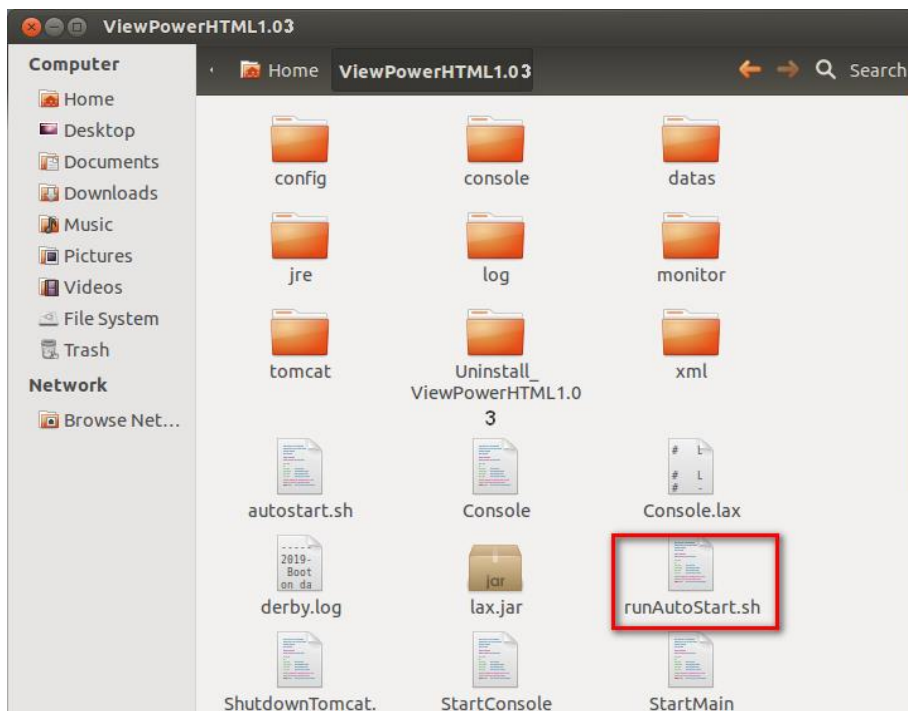 ViewPowerHTML1.03
Computer
Home
Desktop
Documents
Downloads
Music
Pictures
Videos
File System
Trash
Network
Browse Net...
Home ViewPowerHTML1.03 Search
config console datas
jre log monitor
tomcat Uninstall_ xml
ViewPowerHTML1.0
3
# L
# L
# -
autostart.sh Console Console.lax
2019-
Boot
on da
jar
derby.log lax.jar runAutoStart.sh
ShutdownTomcat. StartConsole StartMain